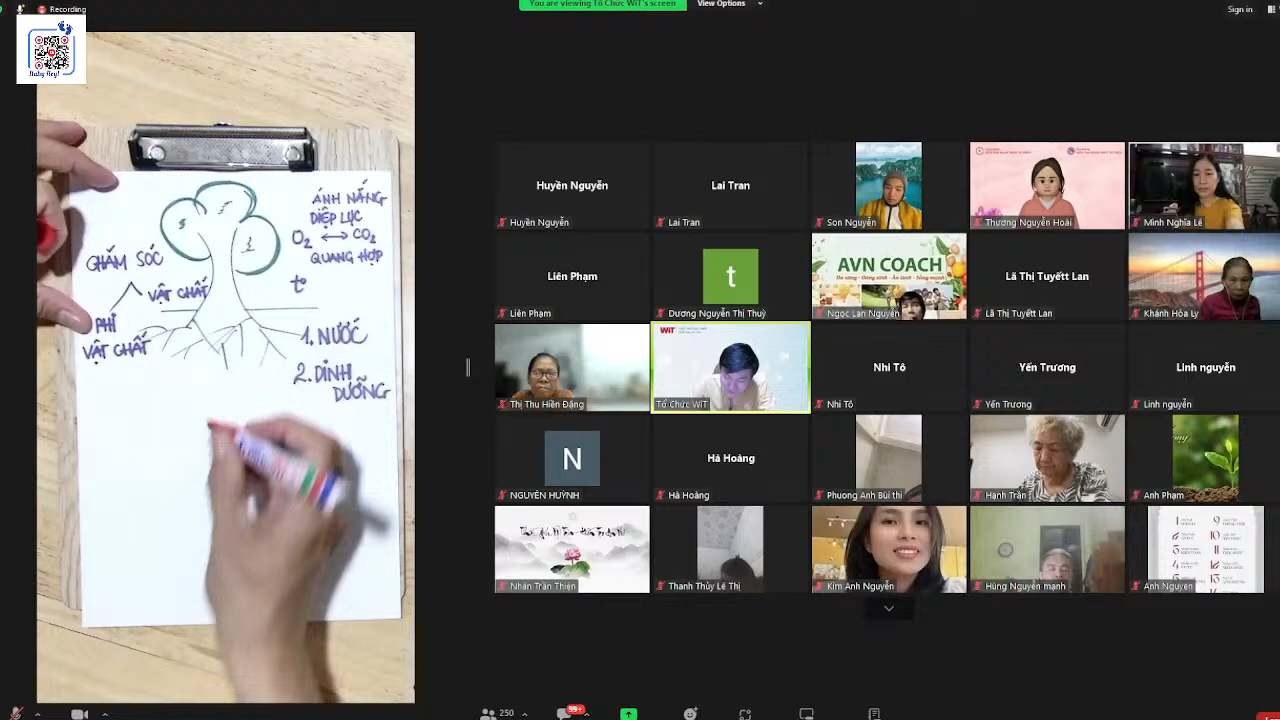 Recording
You are viewing Tổ Chức WiT's screen
View Options
Sign in
Baby Hey!
ÁNH NẮNG
DIỆP LỤC
O2 ↔ CO2
QUANG HỢP
t°
CHĂM SÓC
VẬT CHẤT
PHI
VẬT CHẤT
1. NƯỚC
2. DINH
DƯỠNG
Huyền Nguyễn
Huyền Nguyễn
Lai Tran
Lai Tran
Son Nguyễn
Thương Nguyễn Hoài
Minh Nghĩa Lê
Liên Phạm
Liên Phạm
t
Dương Nguyễn Thị Thuỳ
AVN COACH
Ngọc Lan Nguyễn
Lã Thị Tuyếtt Lan
Lã Thị Tuyếtt Lan
Khánh Hòa Ly
Thị Thu Hiền Đặng
WiT
Tổ Chức WiT
Nhi Tô
Nhi Tô
Yến Trương
Yến Trương
Linh nguyễn
Linh nguyễn
N
NGUYÊN HUỲNH
Hà Hoàng
Hà Hoàng
Phuong Anh Bùi thi
Hạnh Trần
Anh Phạm
Nhân Trần Thiện
Thanh Thủy Lê Thị
Kim Anh Nguyễn
Hùng Nguyễn mạnh
Anh Nguyen
250
99+